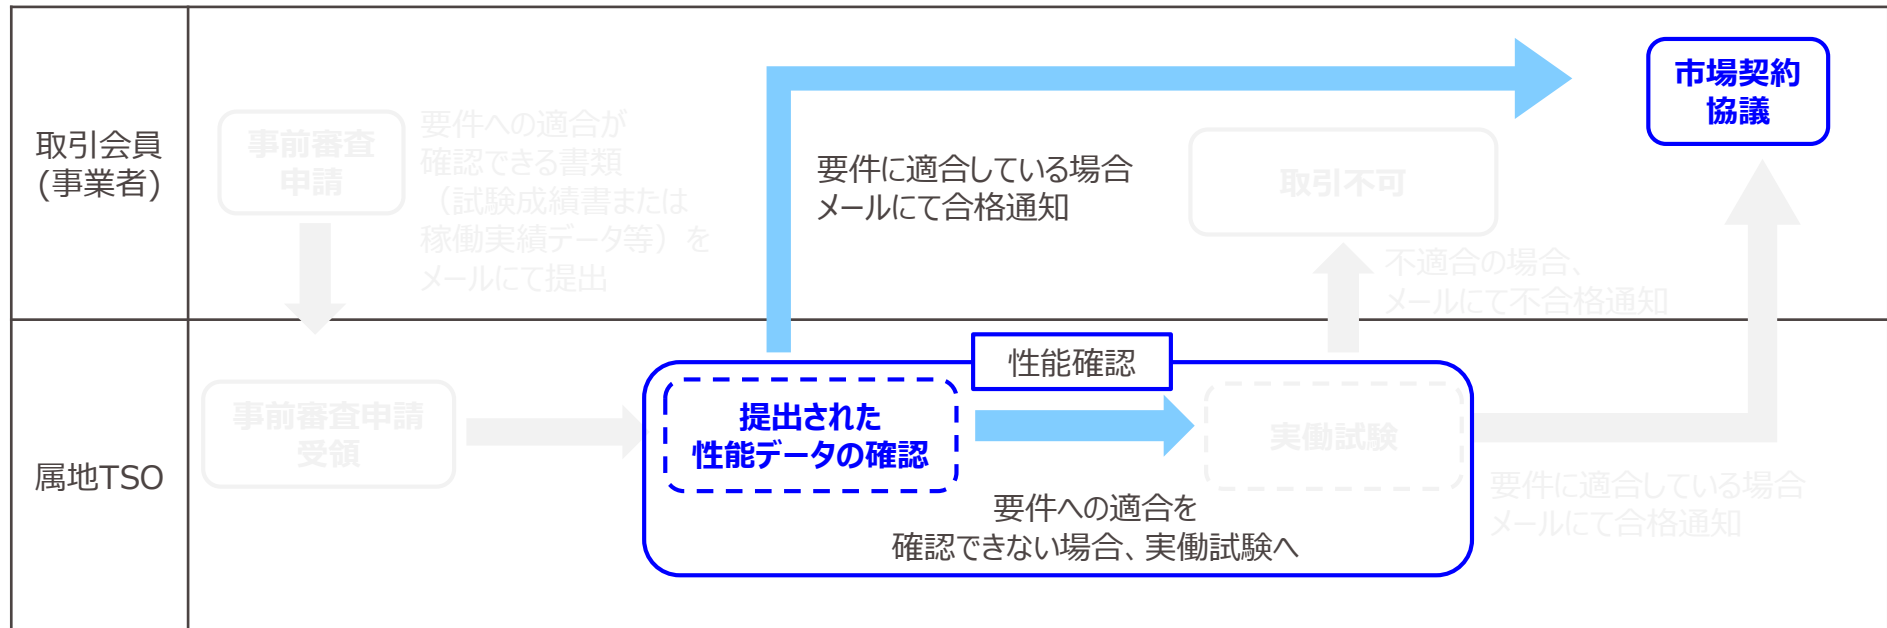 取引会員
(事業者)
事前審査
申請
要件への適合が
確認できる書類
（試験成績書または
稼働実績データ等）を
メールにて提出
要件に適合している場合
メールにて合格通知
取引不可
不適合の場合、
メールにて不合格通知
市場契約
協議
属地TSO
事前審査申請
受領
性能確認
提出された
性能データの確認
実働試験
要件への適合を
確認できない場合、実働試験へ
要件に適合している場合
メールにて合格通知